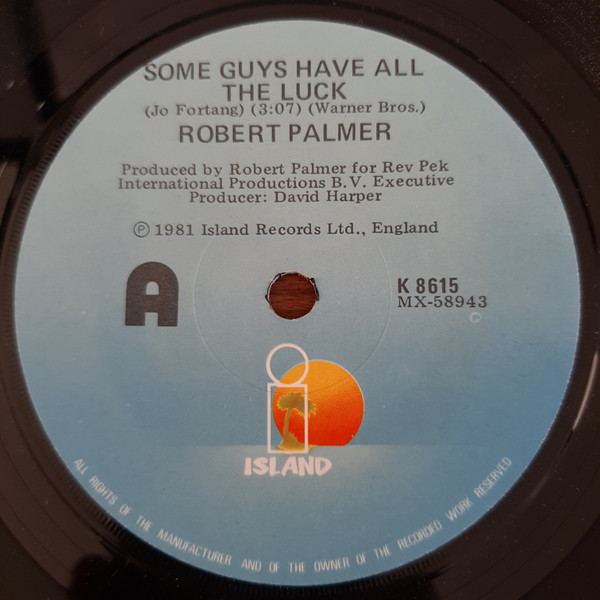 SOME GUYS HAVE ALL
THE LUCK
(Jo Fortang) (3:07) (Warner Bros.)
ROBERT PALMER
Produced by Robert Palmer for Rev Pek
International Productions B.V. Executive
Producer: David Harper
Ⓟ 1981 Island Records Ltd., England
A
K 8615
MX-58943
ISLAND
ALL RIGHTS OF THE MANUFACTURER AND OF THE OWNER OF THE RECORDED WORK RESERVED